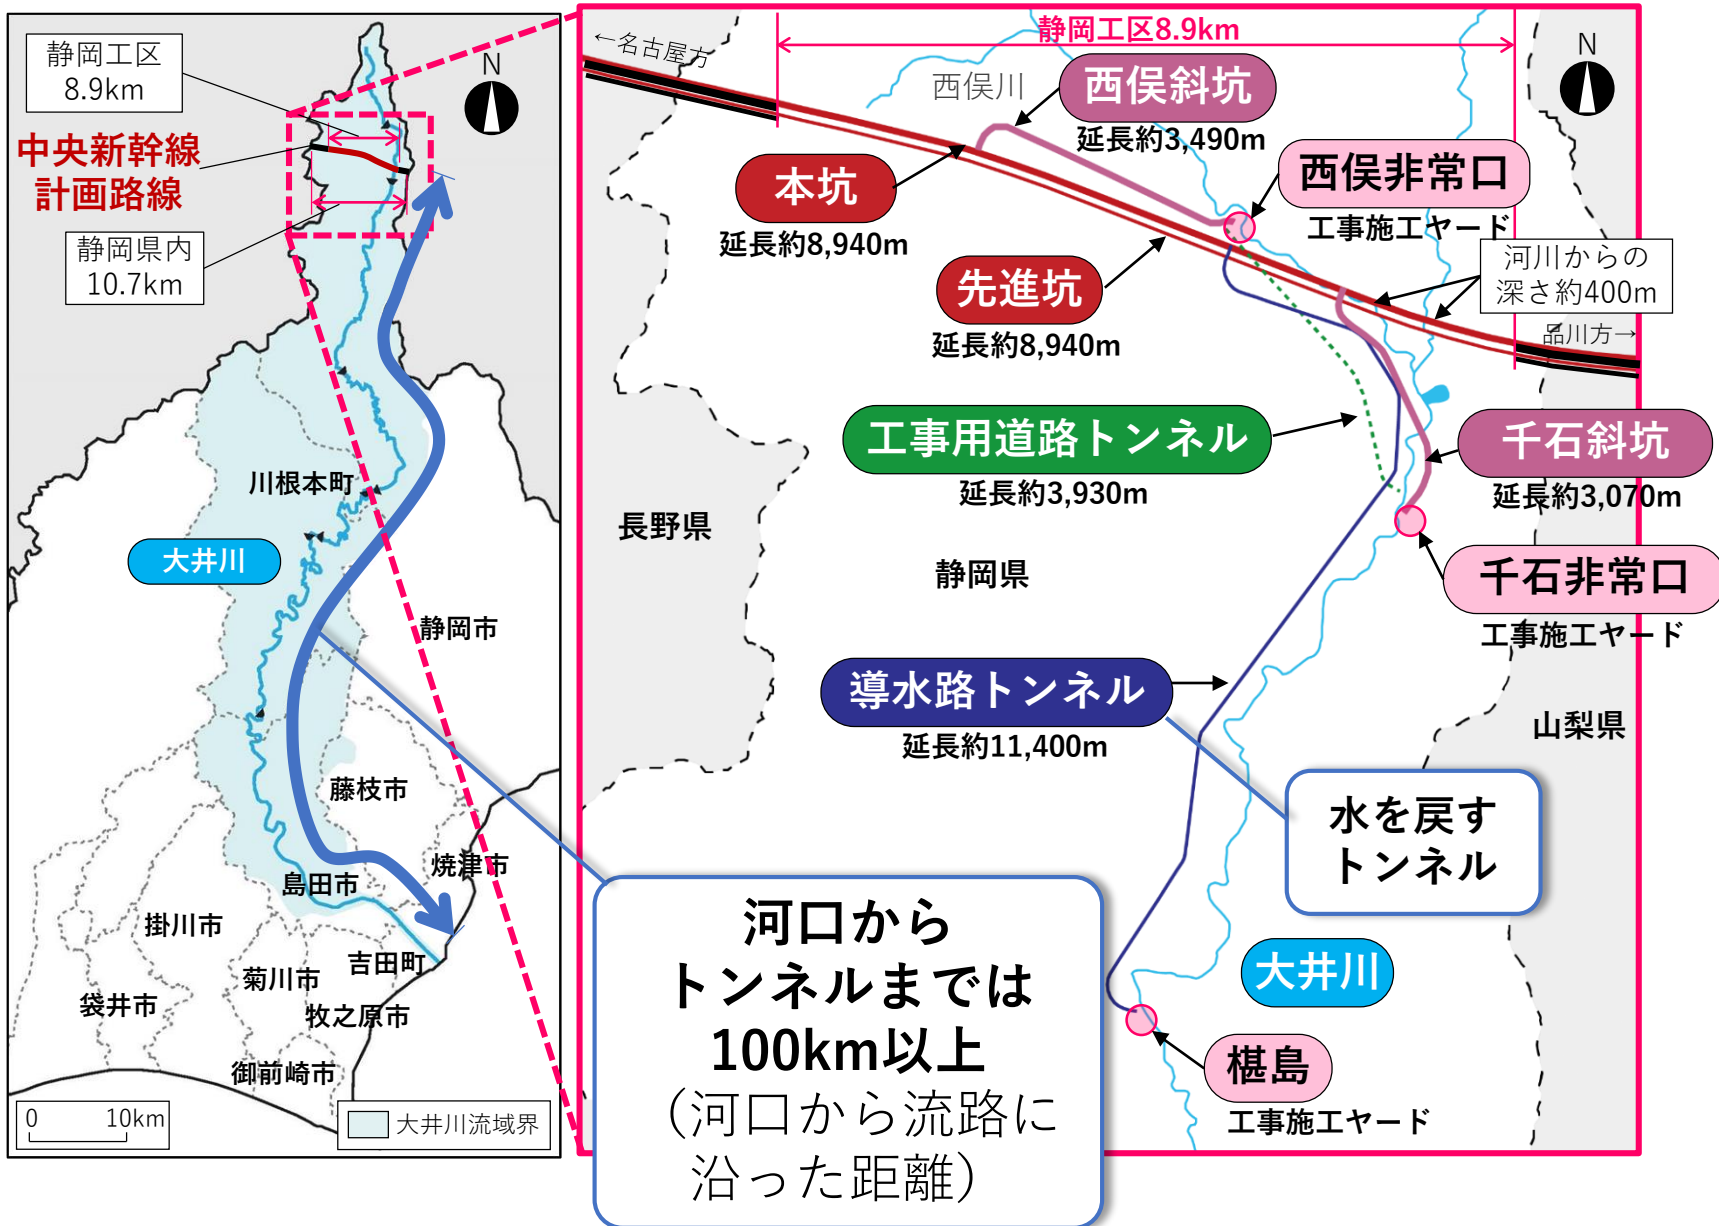 静岡工区
8.9km
N
中央新幹線
計画路線
静岡県内
10.7km
川根本町
大井川
静岡市
藤枝市
焼津市
島田市
掛川市
吉田町
菊川市
袋井市
牧之原市
御前崎市
0 10km
大井川流域界
静岡工区8.9km
←名古屋方
N
西俣川
西俣斜坑
延長約3,490m
西俣非常口
工事施工ヤード
本坑
延長約8,940m
河川からの
深さ約400m
先進坑
延長約8,940m
品川方→
工事用道路トンネル
延長約3,930m
千石斜坑
延長約3,070m
長野県
静岡県
千石非常口
工事施工ヤード
導水路トンネル
延長約11,400m
山梨県
水を戻す
トンネル
河口から
トンネルまでは
100km以上
（河口から流路に
沿った距離）
大井川
椹島
工事施工ヤード